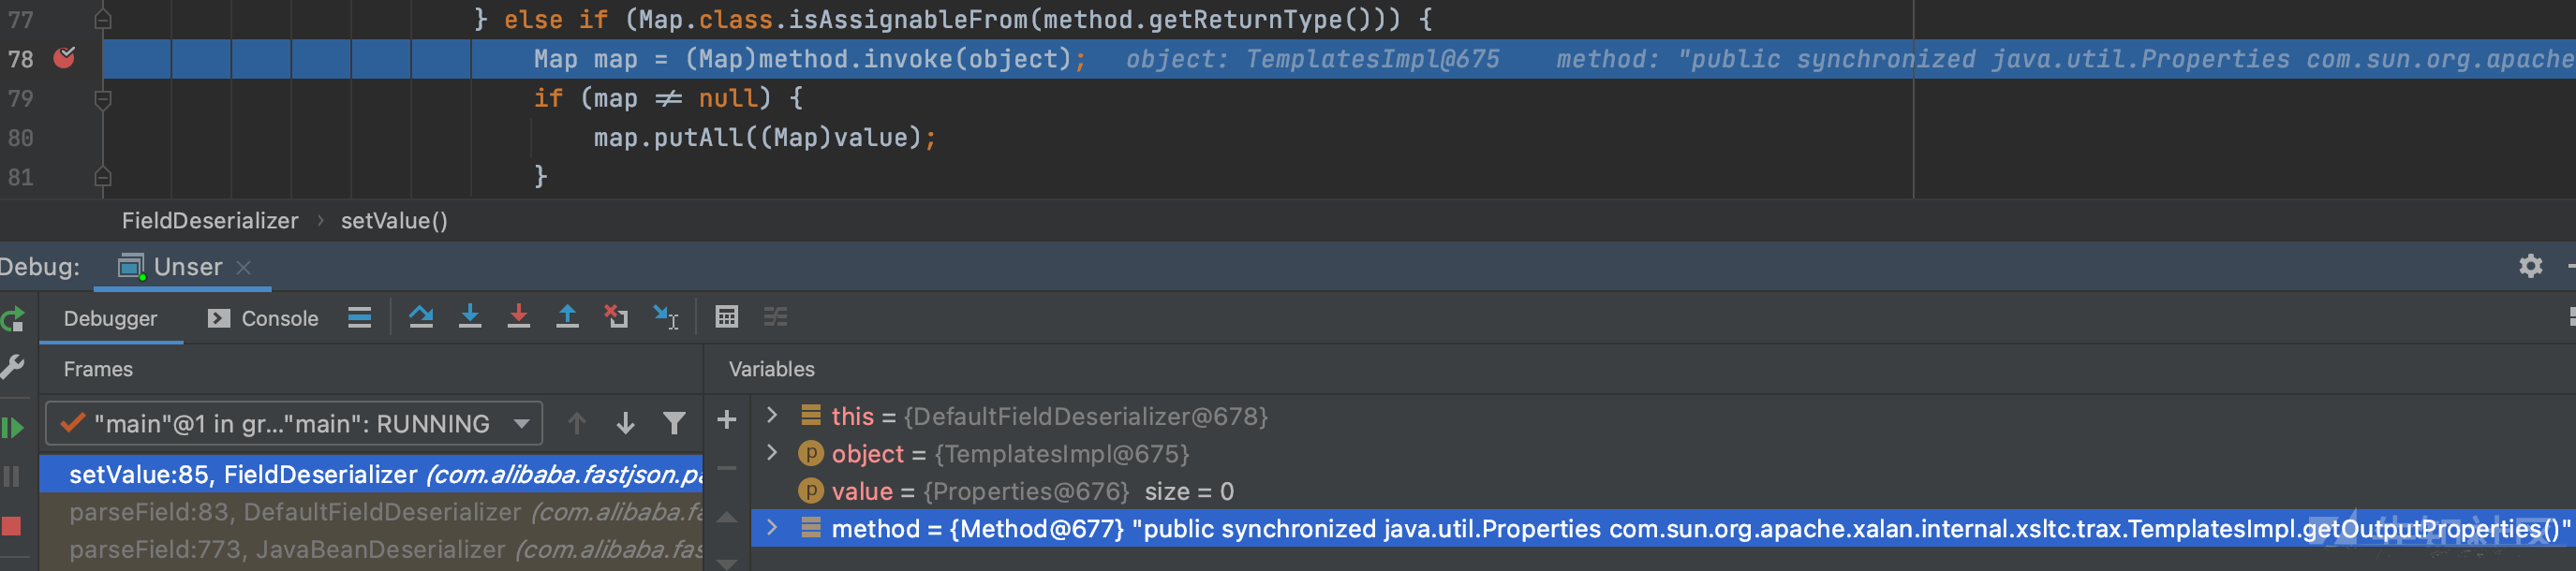 77 } else if (Map.class.isAssignableFrom(method.getReturnType())) {
78 Map map = (Map)method.invoke(object); object: TemplatesImpl@675 method: "public synchronized java.util.Properties com.sun.org.apache
79 if (map ≠ null) {
80 map.putAll((Map)value);
81 }
FieldDeserializer › setValue()
Debug: Unser
Debugger Console
Frames Variables
"main"@1 in gr..."main": RUNNING
this = {DefaultFieldDeserializer@678}
object = {TemplatesImpl@675}
setValue:85, FieldDeserializer (com.alibaba.fastjson.pa
value = {Properties@676} size = 0
parseField:83, DefaultFieldDeserializer (com.alibaba.fa
method = {Method@677} "public synchronized java.util.Properties com.sun.org.apache.xalan.internal.xsltc.trax.TemplatesImpl.getOutputProperties()"
parseField:773, JavaBeanDeserializer (com.alibaba.fas